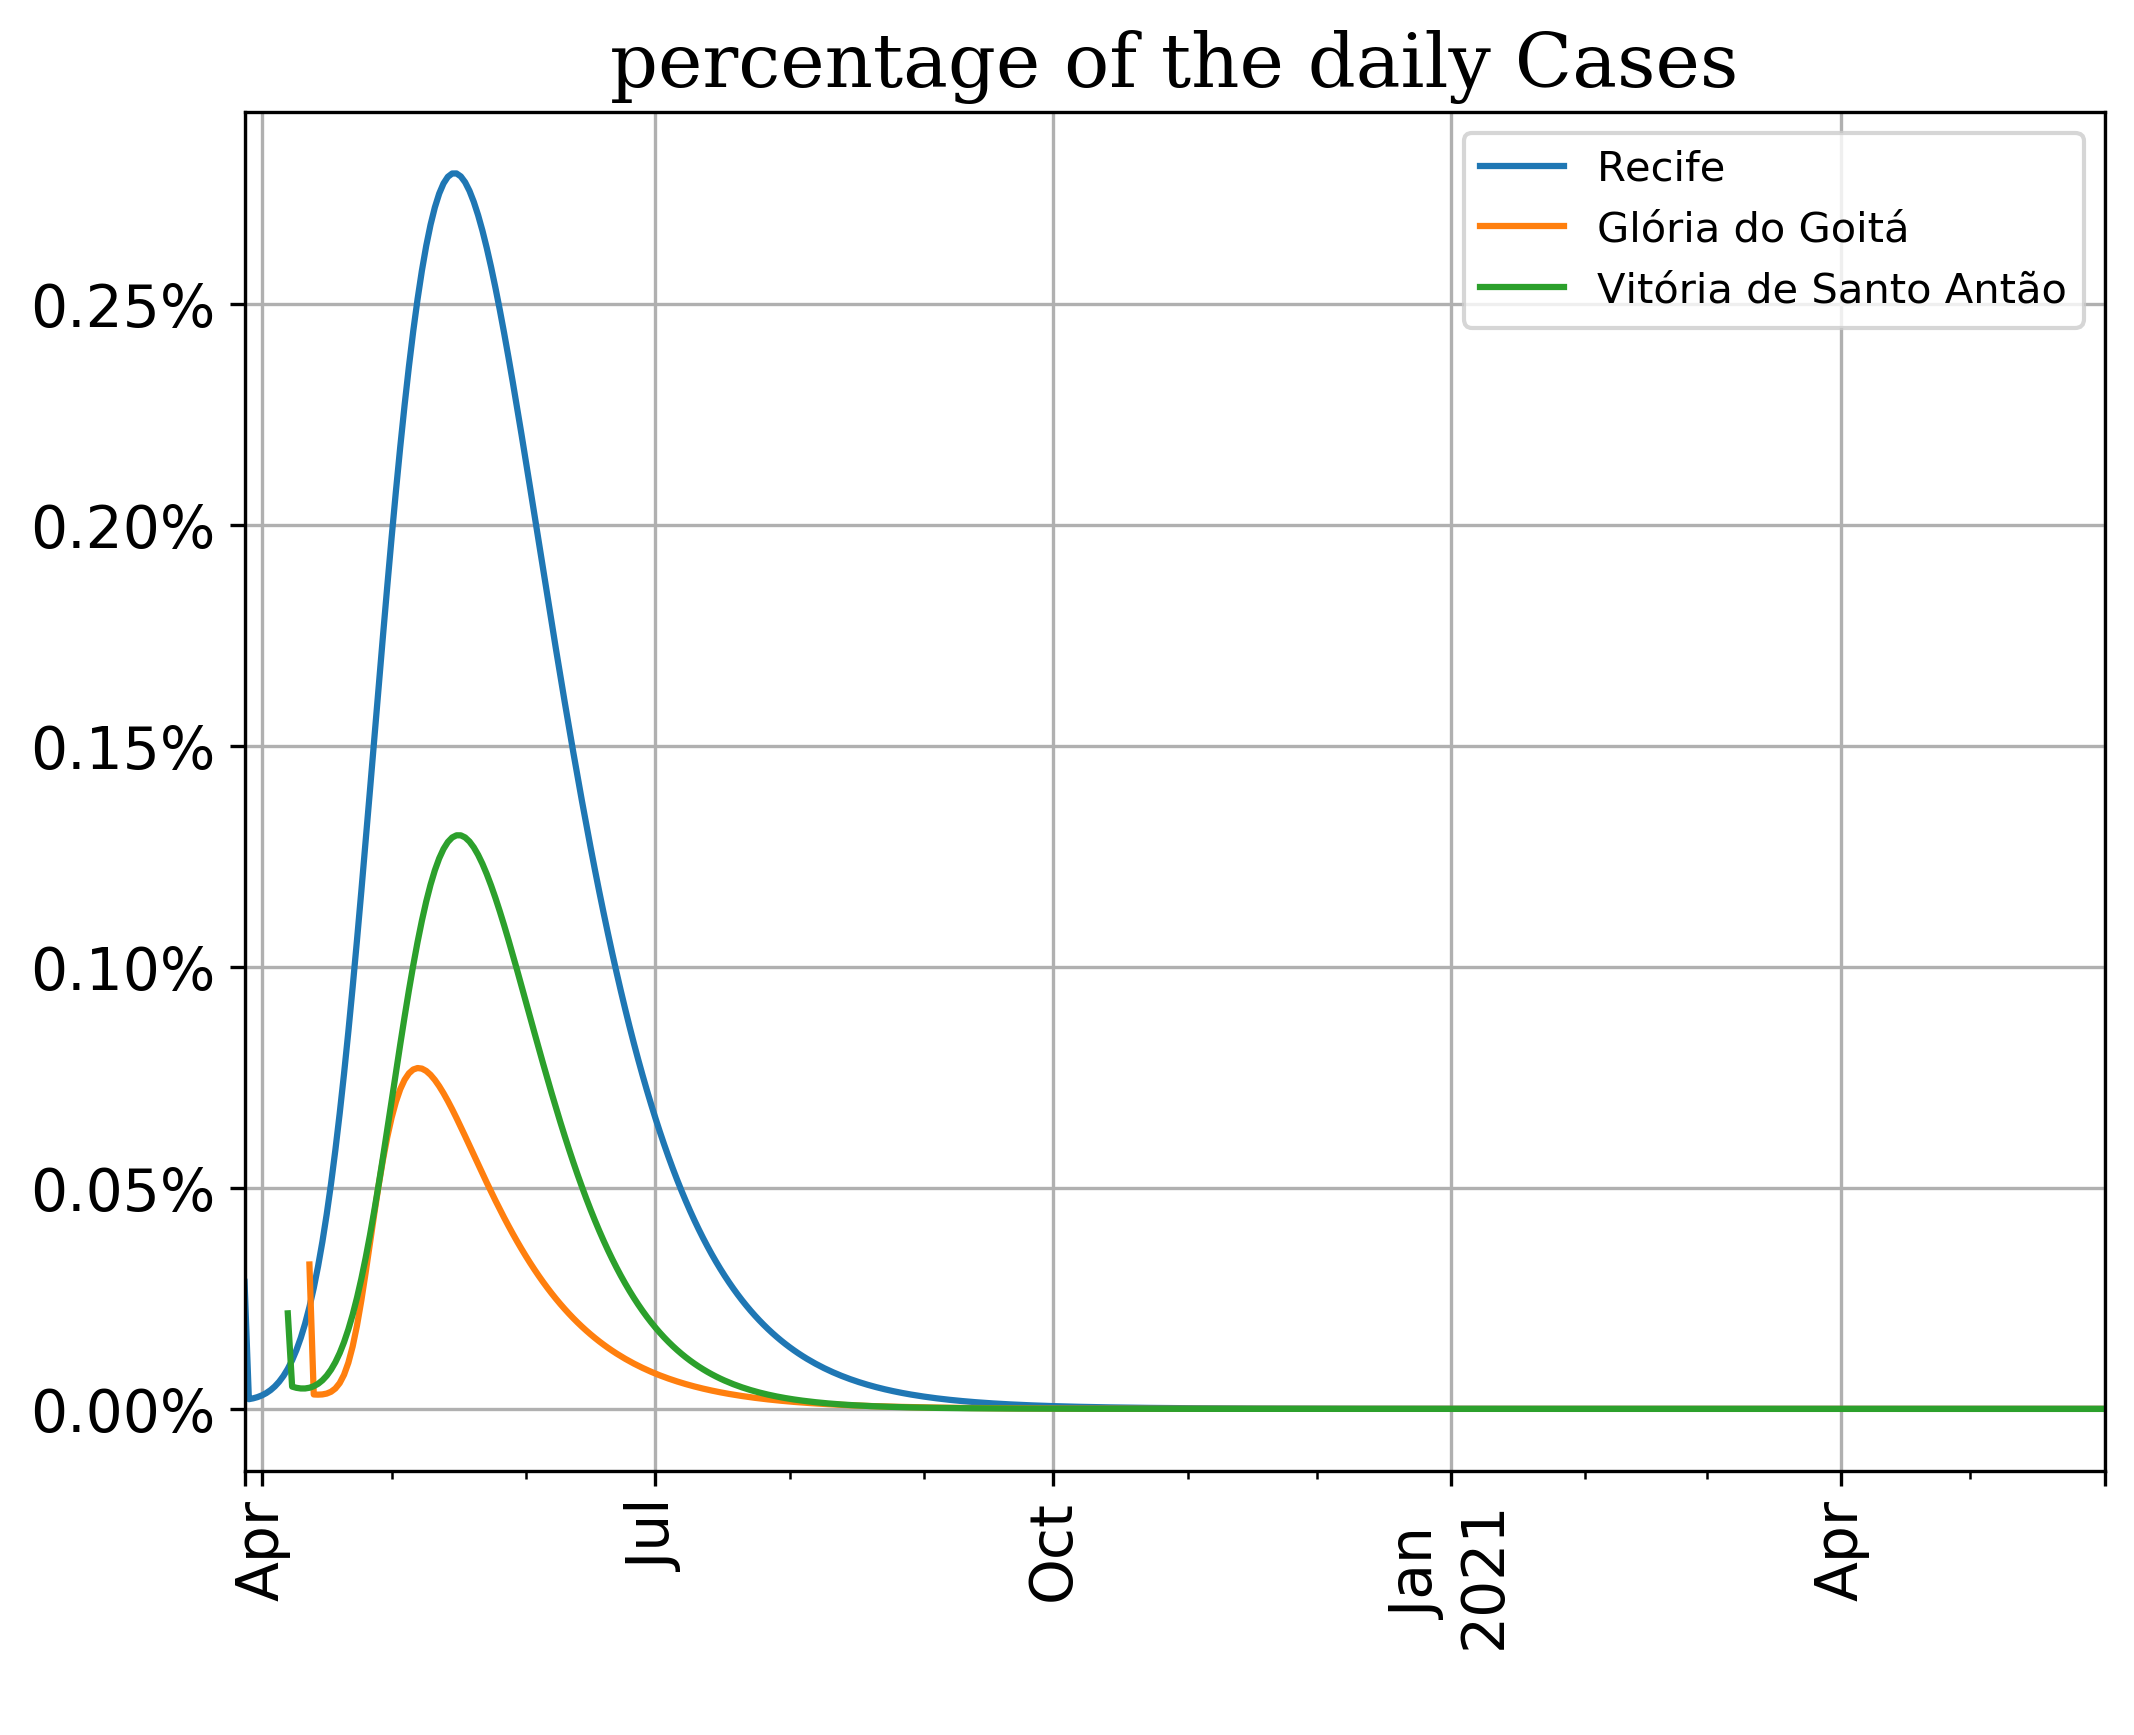 percentage of the daily Cases
Recife
Glória do Goitá
Vitória de Santo Antão
0.25%
0.20%
0.15%
0.10%
0.05%
0.00%
Apr
Jul
Oct
Jan
2021
Apr